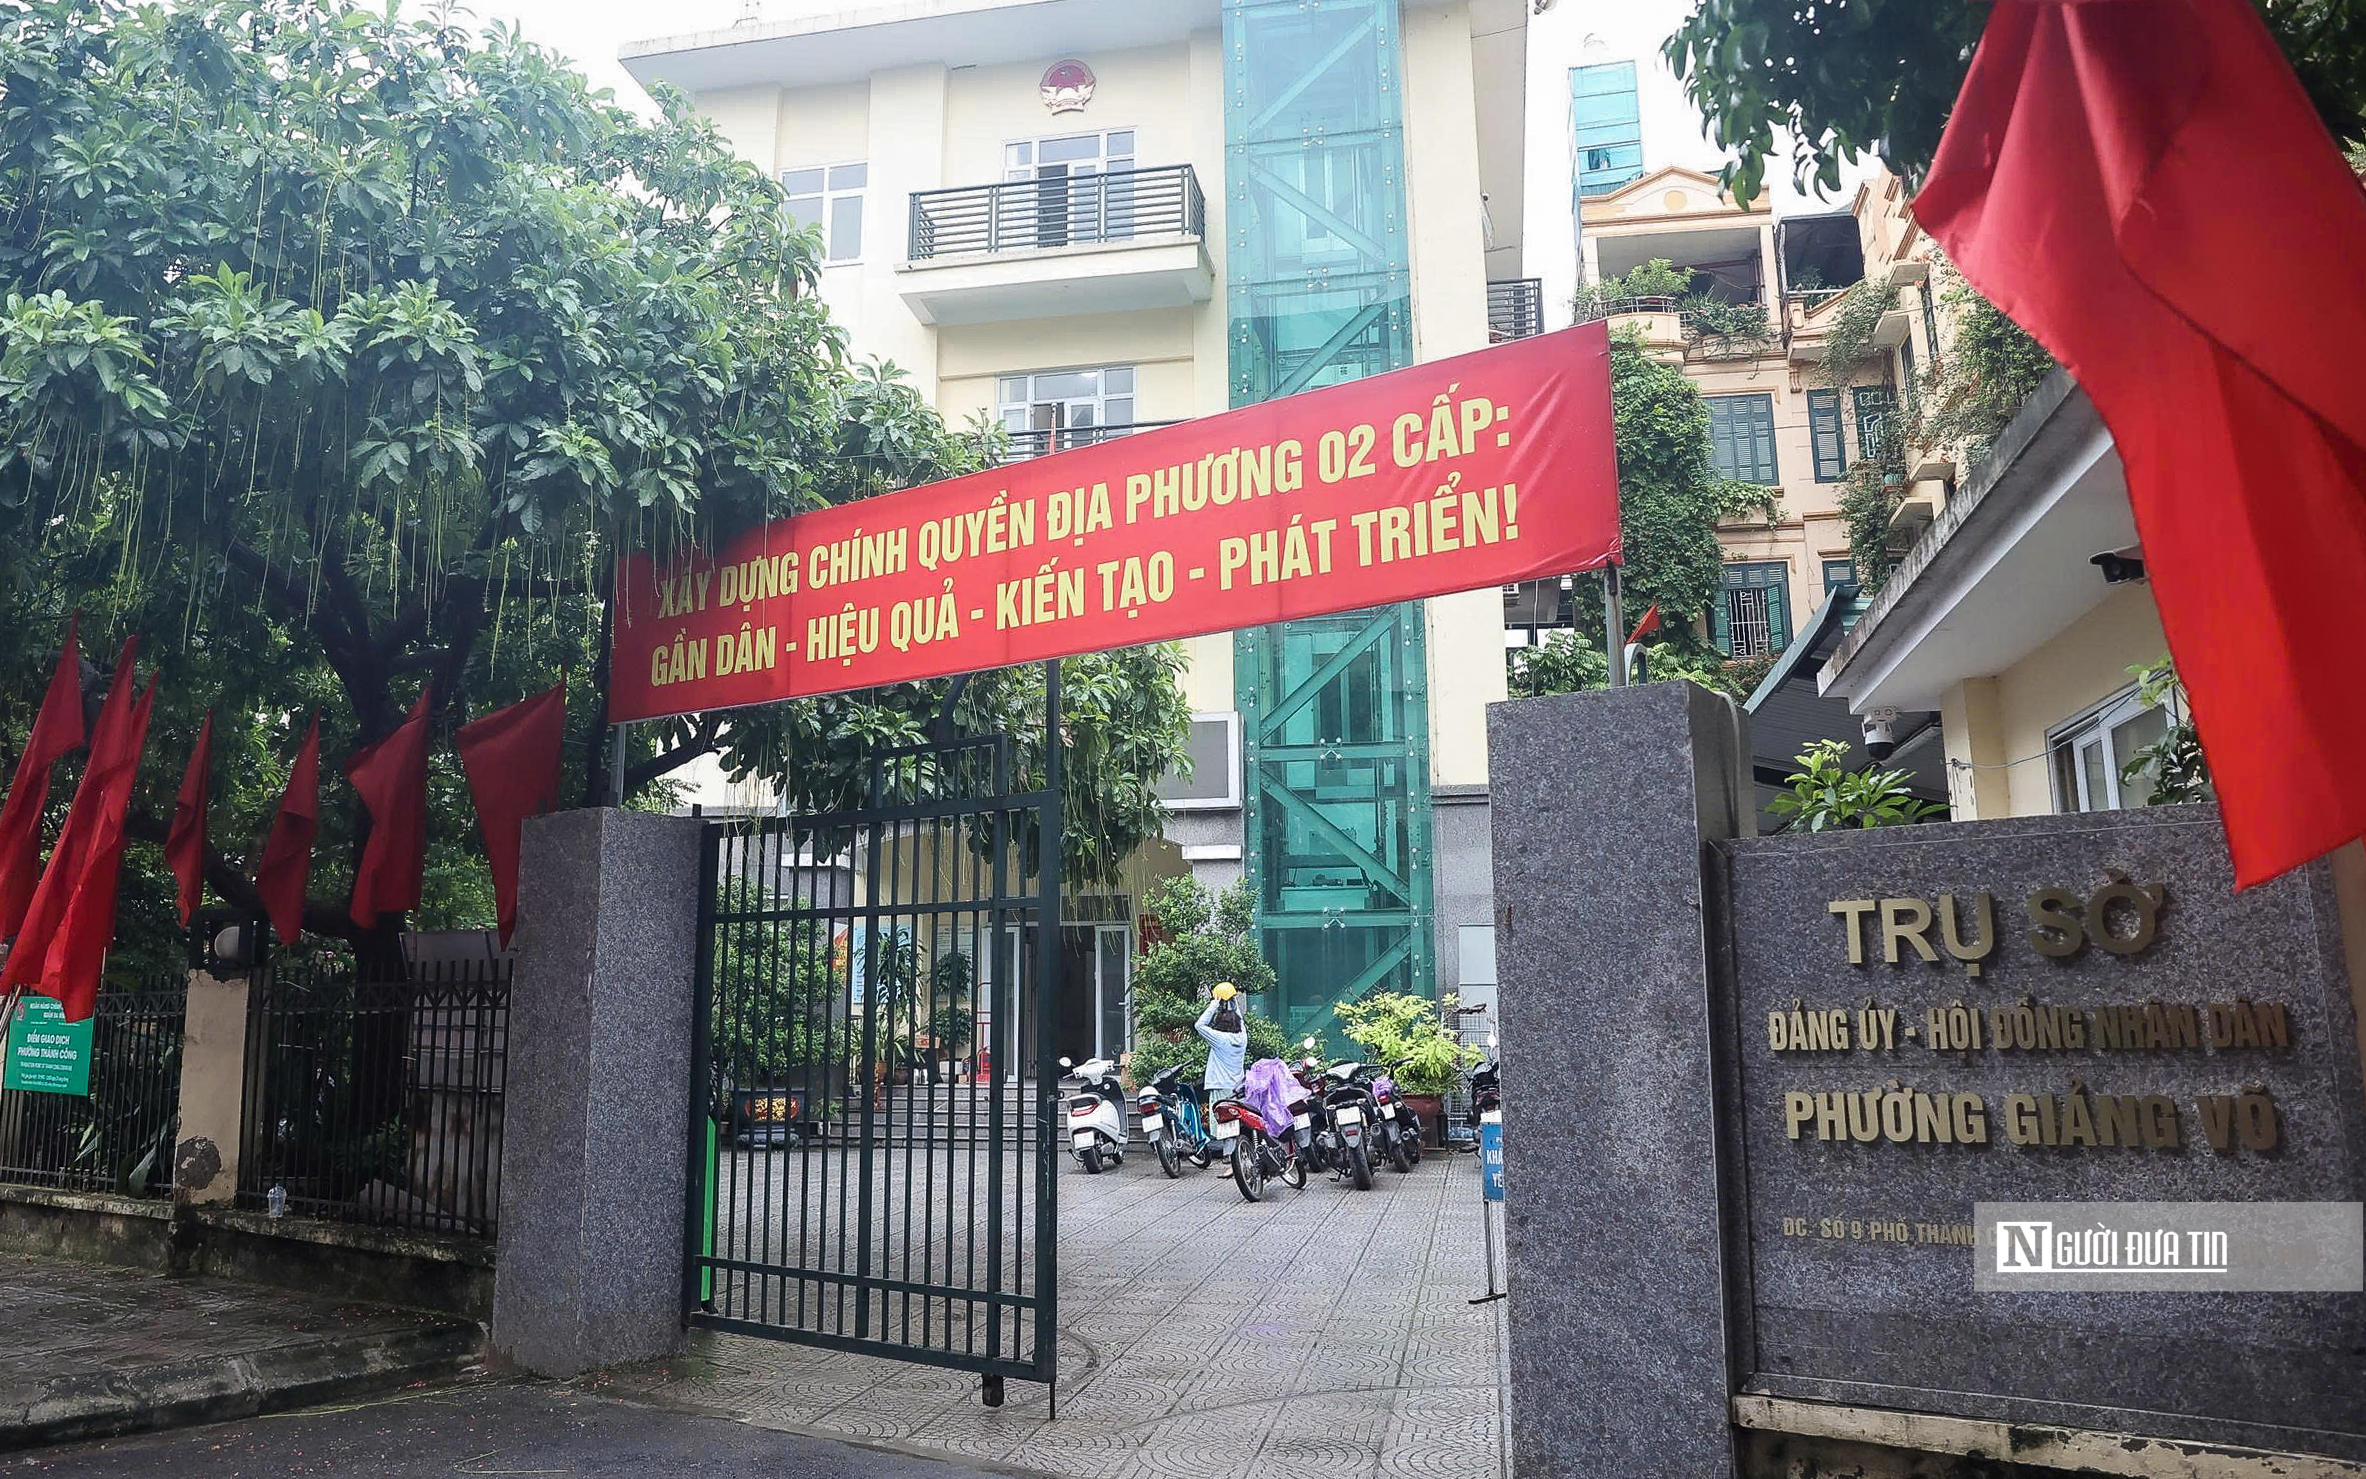 XÂY DỰNG CHÍNH QUYỀN ĐỊA PHƯƠNG 02 CẤP:
GẦN DÂN - HIỆU QUẢ - KIẾN TẠO - PHÁT TRIỂN!
TRỤ SỞ
ĐẢNG ỦY - HỘI ĐỒNG NHÂN DÂN
PHƯỜNG GIẢNG VÕ
ĐC: SỐ 9 PHỐ THÀNH
NGƯỜI ĐƯA TIN
ĐIỂM GIAO DỊCH
PHƯỜNG THÀNH CÔNG